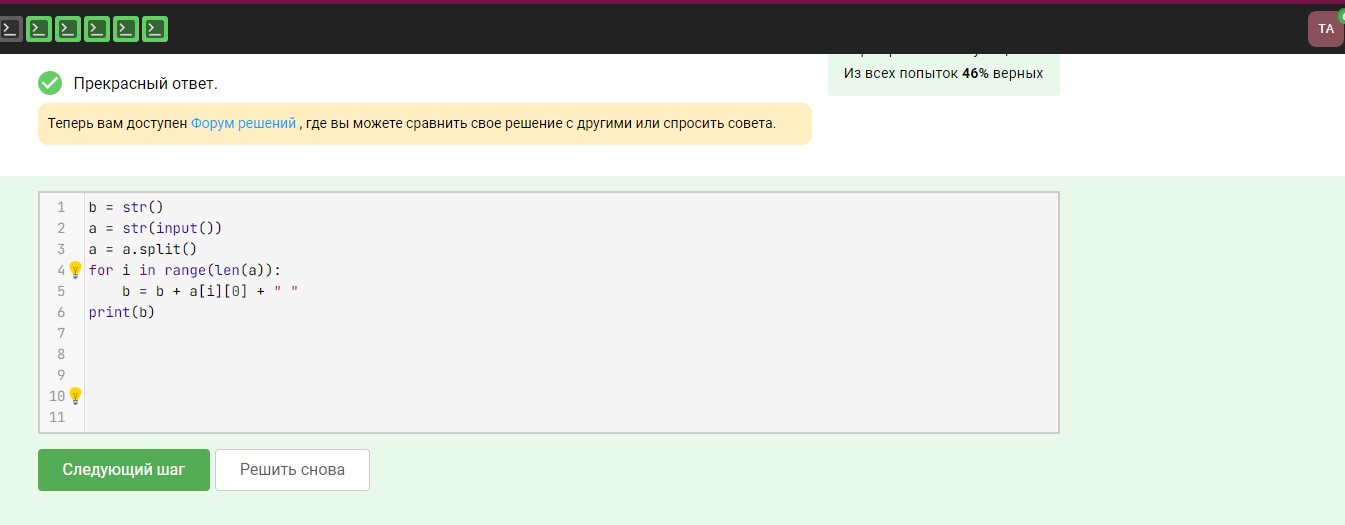 TA
Из всех попыток 46% верных
Прекрасный ответ.
Теперь вам доступен Форум решений , где вы можете сравнить свое решение с другими или спросить совета.
1 b = str()
2 a = str(input())
3 a = a.split()
4 for i in range(len(a)):
5     b = b + a[i][0] + " "
6 print(b)
7
8
9
10
11
Следующий шаг
Решить снова